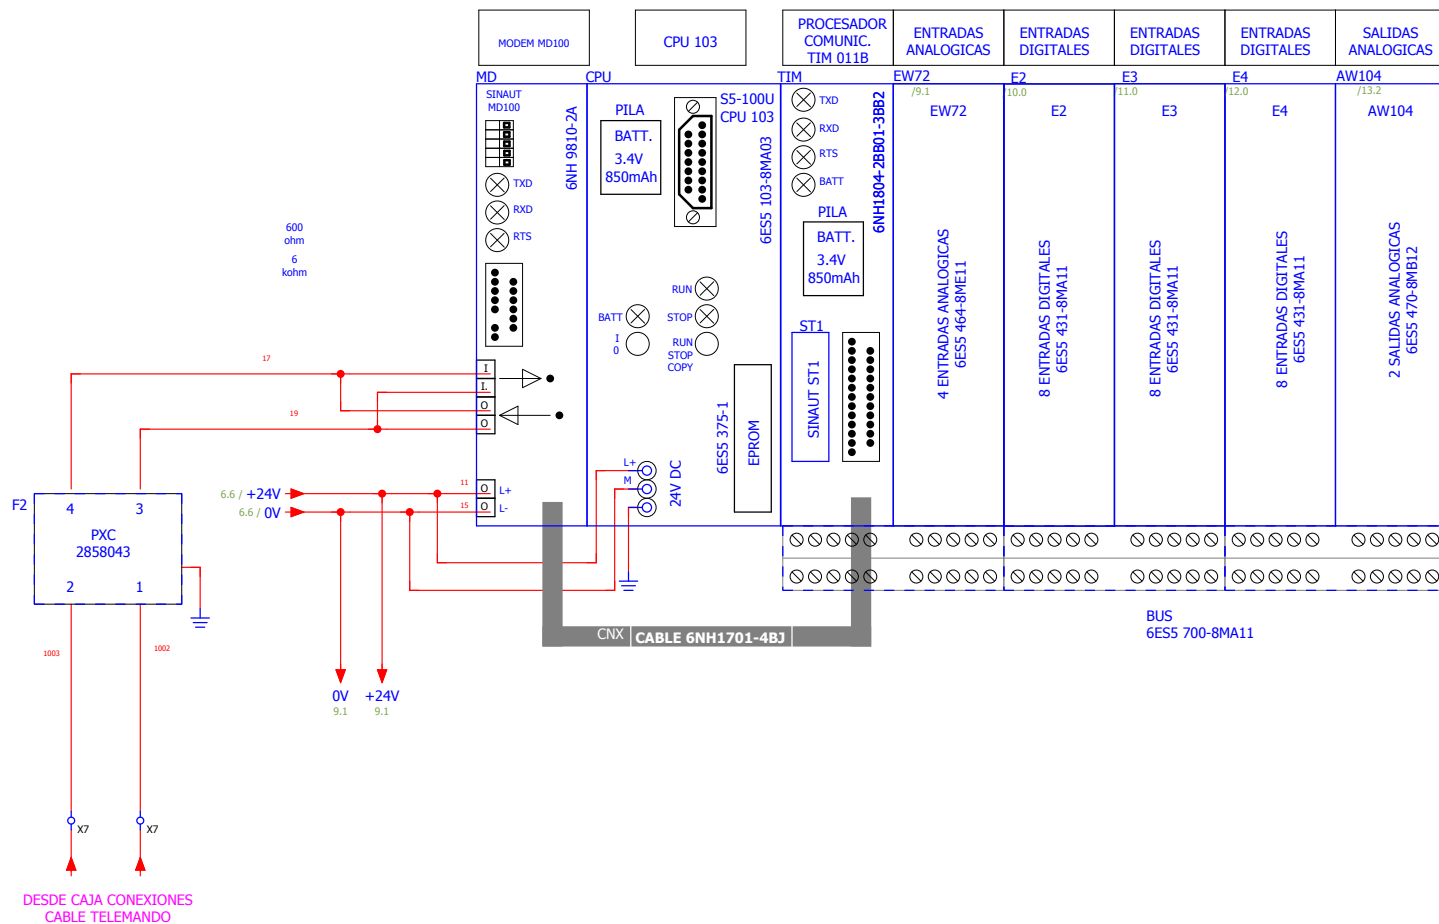 MODEM MD100
CPU 103
PROCESADOR
COMUNIC.
TIM 011B
ENTRADAS
ANALOGICAS
ENTRADAS
DIGITALES
ENTRADAS
DIGITALES
ENTRADAS
DIGITALES
SALIDAS
ANALOGICAS
MD
CPU
TIM
EW72
E2
E3
E4
AW104
/9.1
/10.0
/11.0
/12.0
/13.2
SINAUT
MD100
6NH 9810-2A
TXD
RXD
RTS
PILA
BATT.
3.4V
850mAh
S5-100U
CPU 103
6ES5 103-8MA03
TXD
RXD
RTS
BATT
6NH1804-2BB01-3BB2
PILA
BATT.
3.4V
850mAh
EW72
E2
E3
E4
AW104
4 ENTRADAS ANALOGICAS
6ES5 464-8ME11
8 ENTRADAS DIGITALES
6ES5 431-8MA11
8 ENTRADAS DIGITALES
6ES5 431-8MA11
8 ENTRADAS DIGITALES
6ES5 431-8MA11
2 SALIDAS ANALOGICAS
6ES5 470-8MB12
600
ohm
6
kohm
RUN
BATT
STOP
I
0
RUN
STOP
COPY
ST1
SINAUT ST1
6ES5 375-1
EPROM
17
19
I
I.
O
O
L+
M
24V DC
11
15
O
L+
O
L-
6.6 / +24V
6.6 / 0V
F2
4
3
PXC
2858043
2
1
CNX
CABLE 6NH1701-4BJ
BUS
6ES5 700-8MA11
1003
1002
0V
9.1
+24V
9.1
X7
X7
DESDE CAJA CONEXIONES
CABLE TELEMANDO